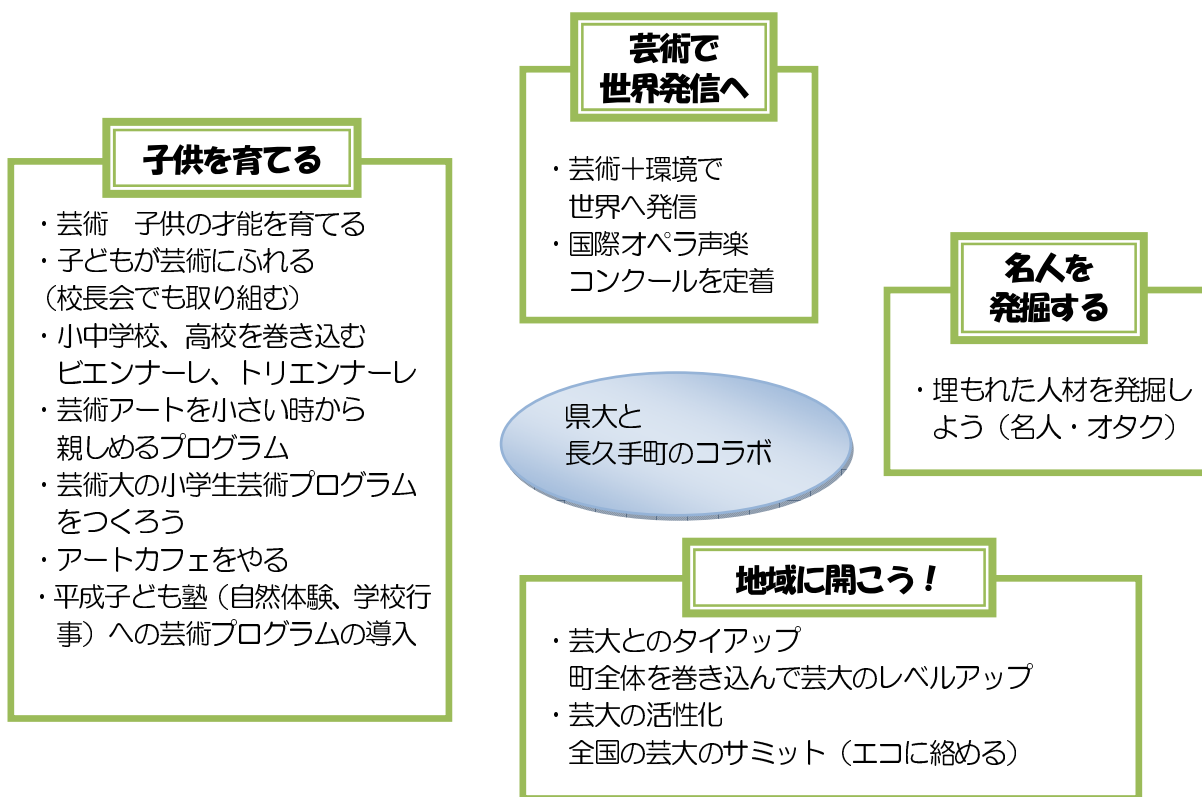 芸術で
世界発信へ
・芸術＋環境で
世界へ発信
・国際オペラ声楽
コンクールを定着
子供を育てる
・芸術　子供の才能を育てる
・子どもが芸術にふれる
（校長会でも取り組む）
・小中学校、高校を巻き込む
ビエンナーレ、トリエンナーレ
・芸術アートを小さい時から
親しめるプログラム
・芸術大の小学生芸術プログラム
をつくろう
・アートカフェをやる
・平成子ども塾（自然体験、学校行
事）への芸術プログラムの導入
名人を
発掘する
・埋もれた人材を発掘し
よう（名人・オタク）
県大と
長久手町のコラボ
地域に開こう！
・芸大とのタイアップ
町全体を巻き込んで芸大のレベルアップ
・芸大の活性化
全国の芸大のサミット（エコに絡める）